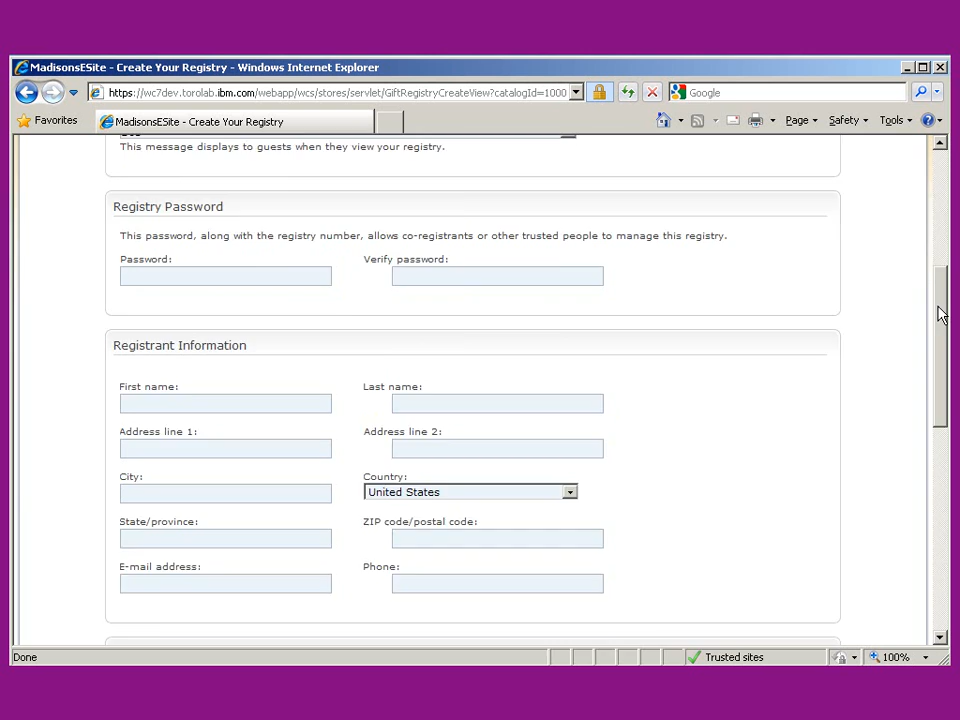 MadisonsESite - Create Your Registry - Windows Internet Explorer
https://wc7dev.torolab.ibm.com/webapp/wcs/stores/servlet/GiftRegistryCreateView?catalogId=1000
Google
Favorites
MadisonsESite - Create Your Registry
Page
Safety
Tools
This message displays to guests when they view your registry.
Registry Password
This password, along with the registry number, allows co-registrants or other trusted people to manage this registry.
Password:
Verify password:
Registrant Information
First name:
Last name:
Address line 1:
Address line 2:
City:
Country:
United States
State/province:
ZIP code/postal code:
E-mail address:
Phone:
Done
Trusted sites
100%